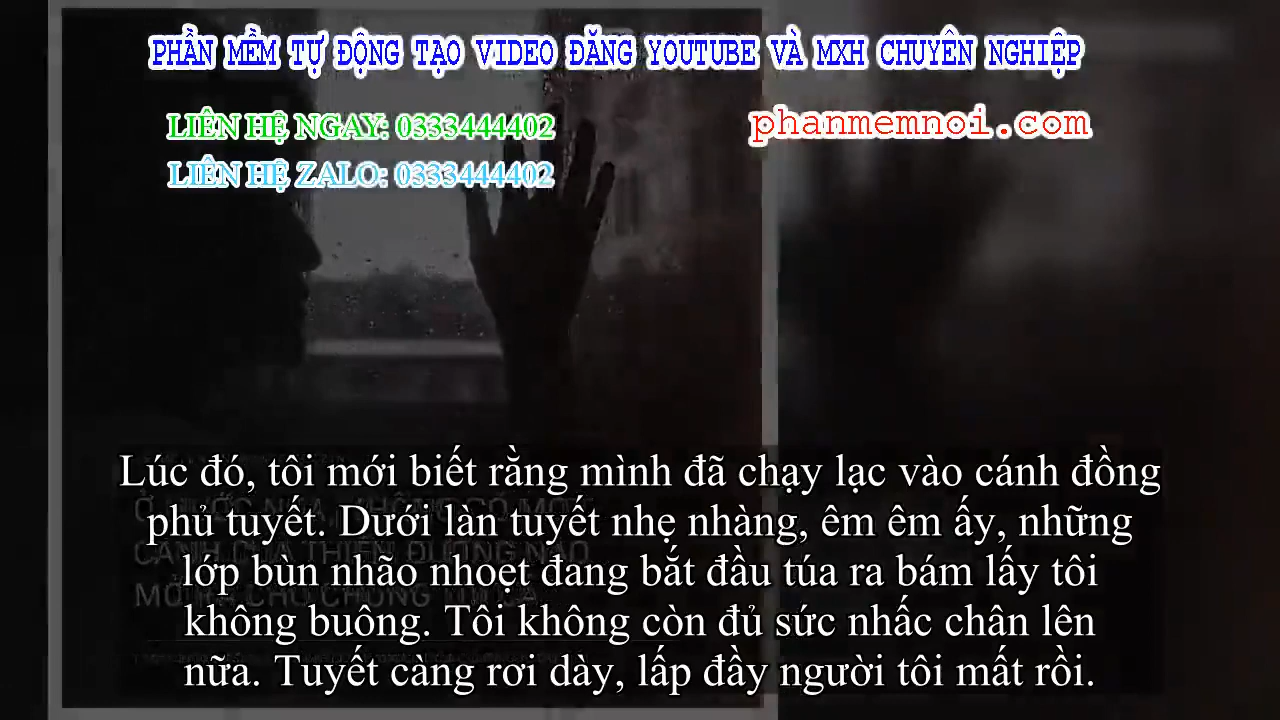 PHẦN MỀM TỰ ĐỘNG TẠO VIDEO ĐĂNG YOUTUBE VÀ MXH CHUYÊN NGHIỆP
LIÊN HỆ NGAY: 0333444402
phanmemnoi.com
LIÊN HỆ ZALO: 0333444402
Lúc đó, tôi mới biết rằng mình đã chạy lạc vào cánh đồng
phủ tuyết. Dưới làn tuyết nhẹ nhàng, êm êm ấy, những
lớp bùn nhão nhoẹt đang bắt đầu túa ra bám lấy tôi
không buông. Tôi không còn đủ sức nhấc chân lên
nữa. Tuyết càng rơi dày, lấp đầy người tôi mất rồi.